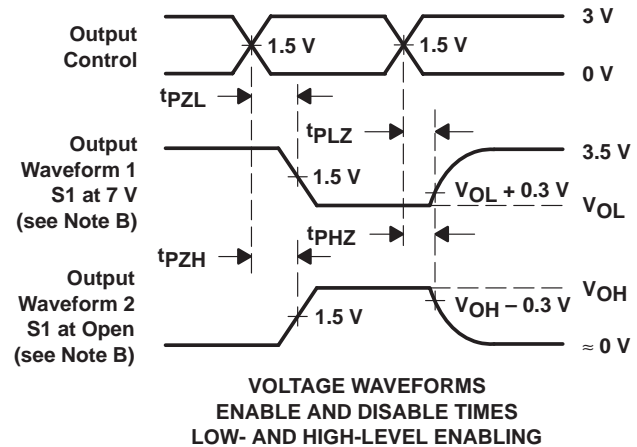 3 V
Output
Control
1.5 V
1.5 V
0 V
tPZL
tPLZ
Output
Waveform 1
S1 at 7 V
(see Note B)
3.5 V
1.5 V
VOL + 0.3 V
VOL
tPZH
tPHZ
Output
Waveform 2
S1 at Open
(see Note B)
VOH
VOH – 0.3 V
1.5 V
≈ 0 V
VOLTAGE WAVEFORMS
ENABLE AND DISABLE TIMES
LOW- AND HIGH-LEVEL ENABLING